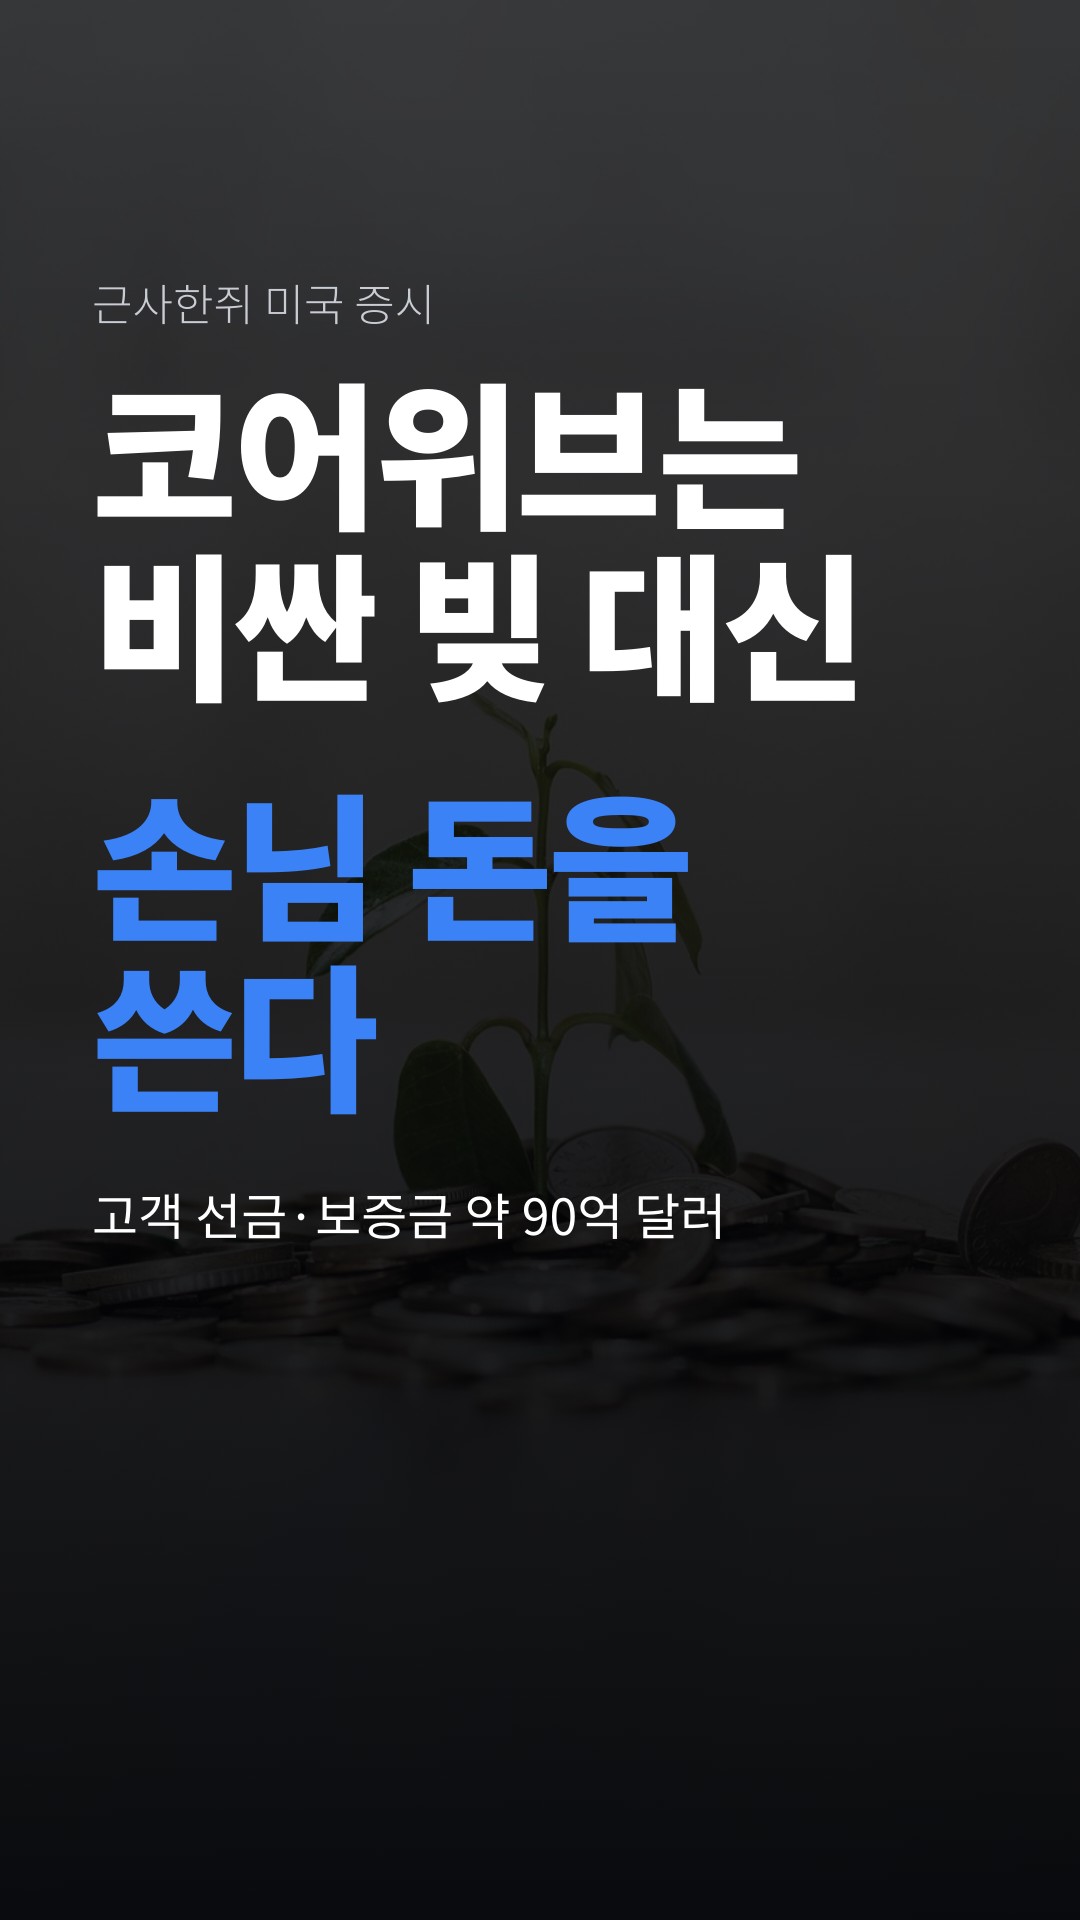 근사한쥐 미국 증시
코어위브는
비싼 빚 대신
손님 돈을
쓴다
고객 선금·보증금 약 90억 달러